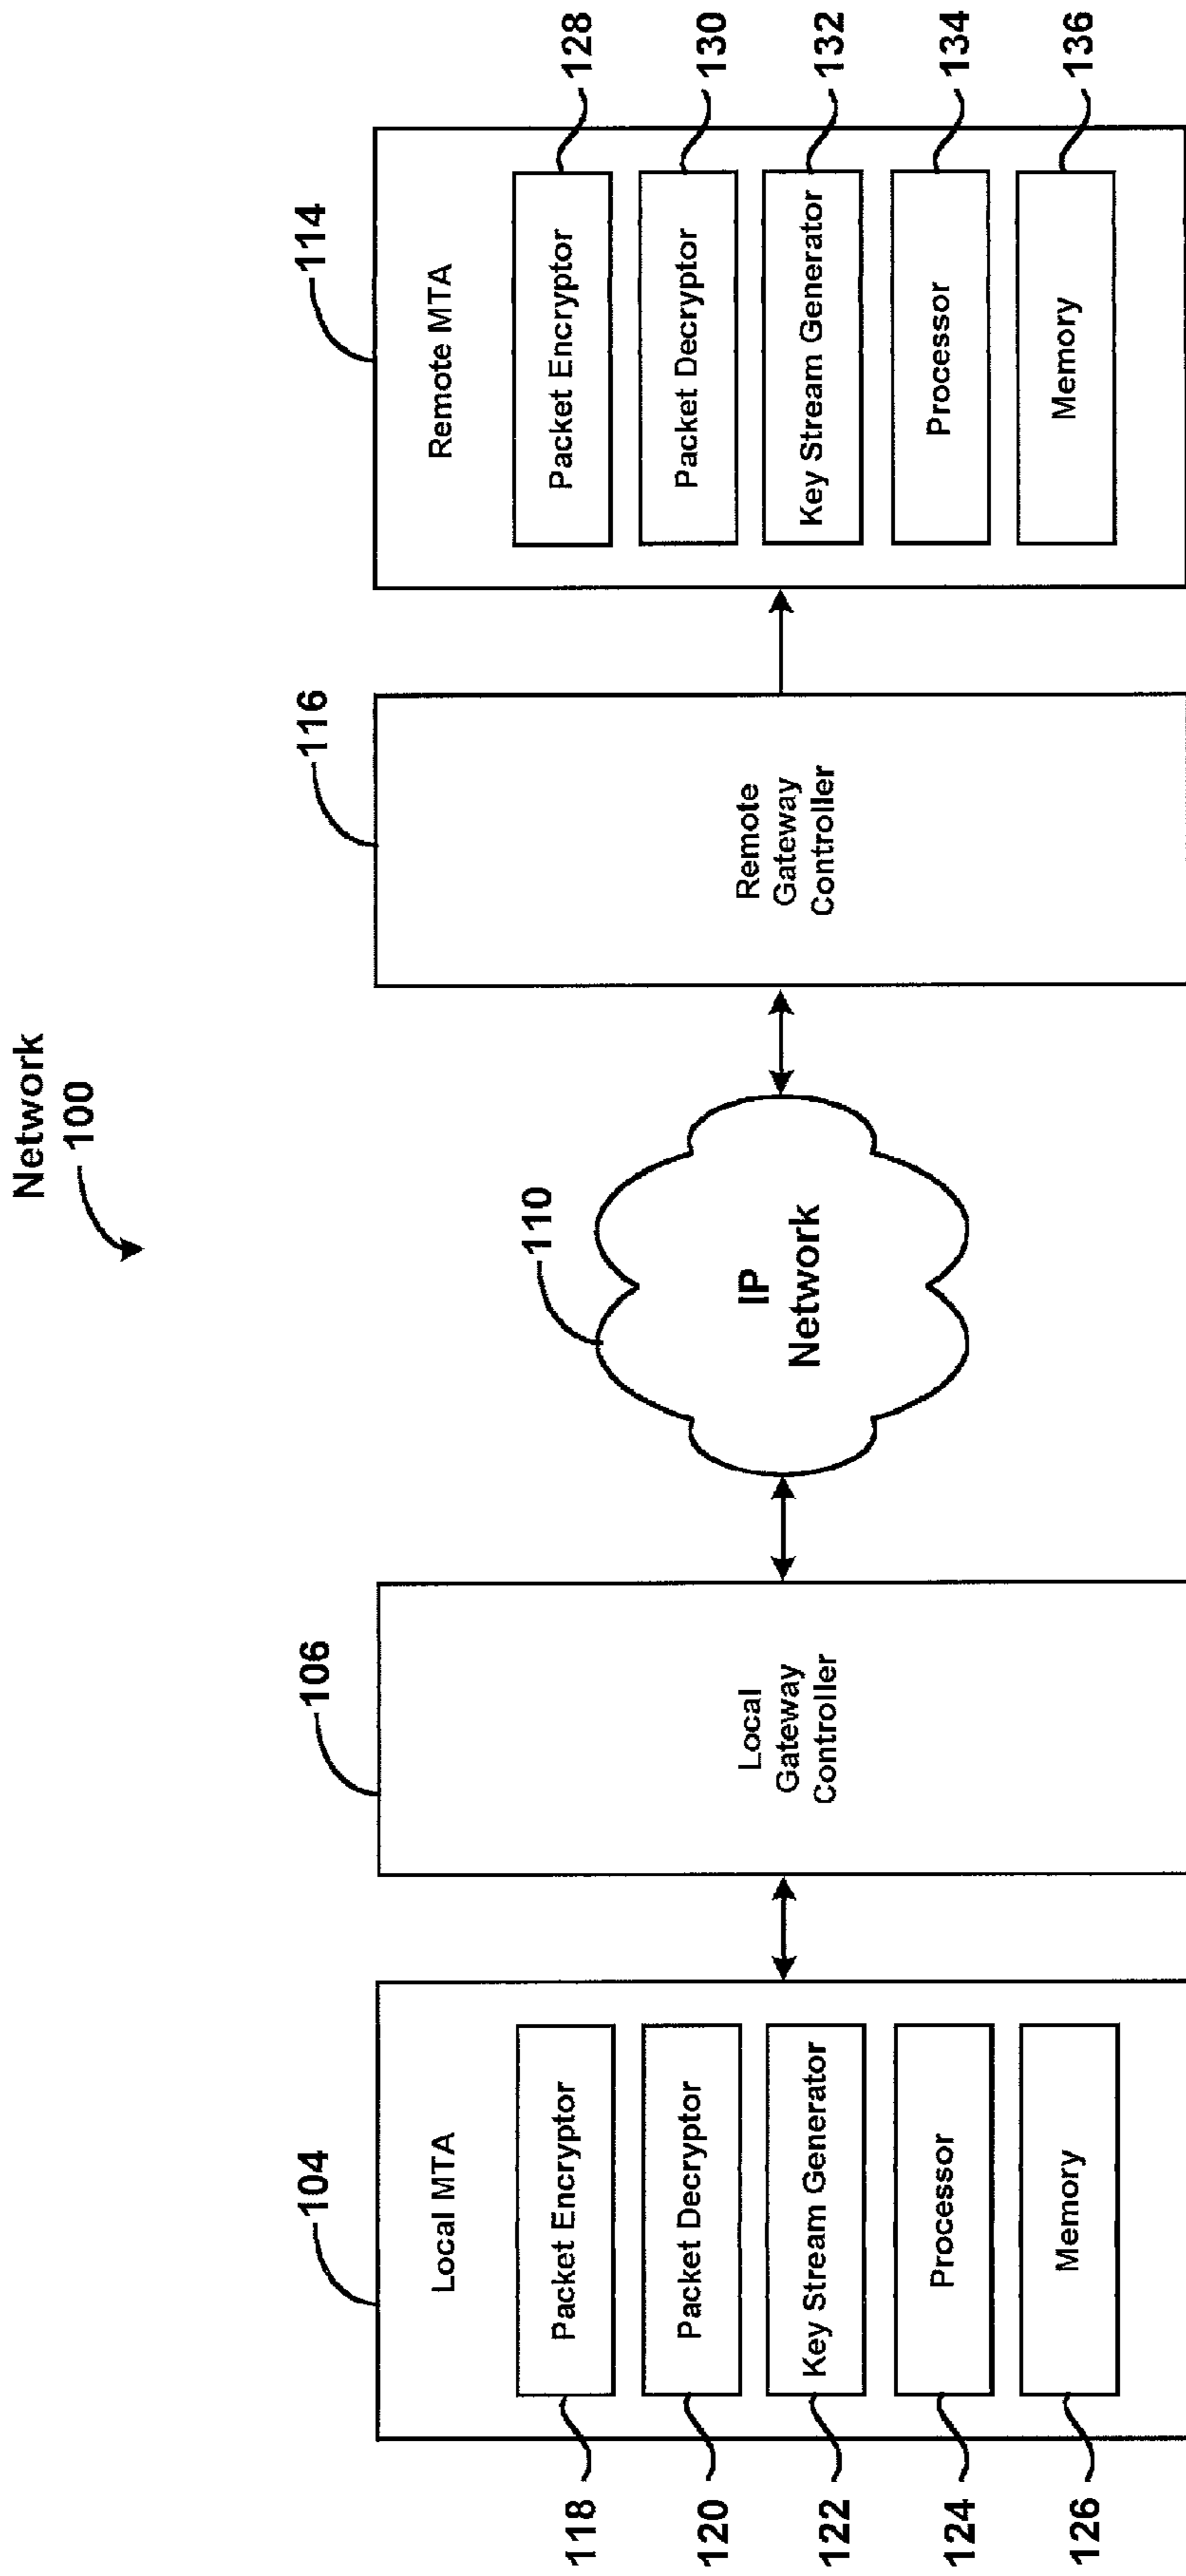 Network
100
104
Local MTA
Packet Encryptor
Packet Decryptor
Key Stream Generator
Processor
Memory
118
120
122
124
126
106
Local
Gateway
Controller
110
IP
Network
116
Remote
Gateway
Controller
114
Remote MTA
Packet Encryptor
Packet Decryptor
Key Stream Generator
Processor
Memory
128
130
132
134
136